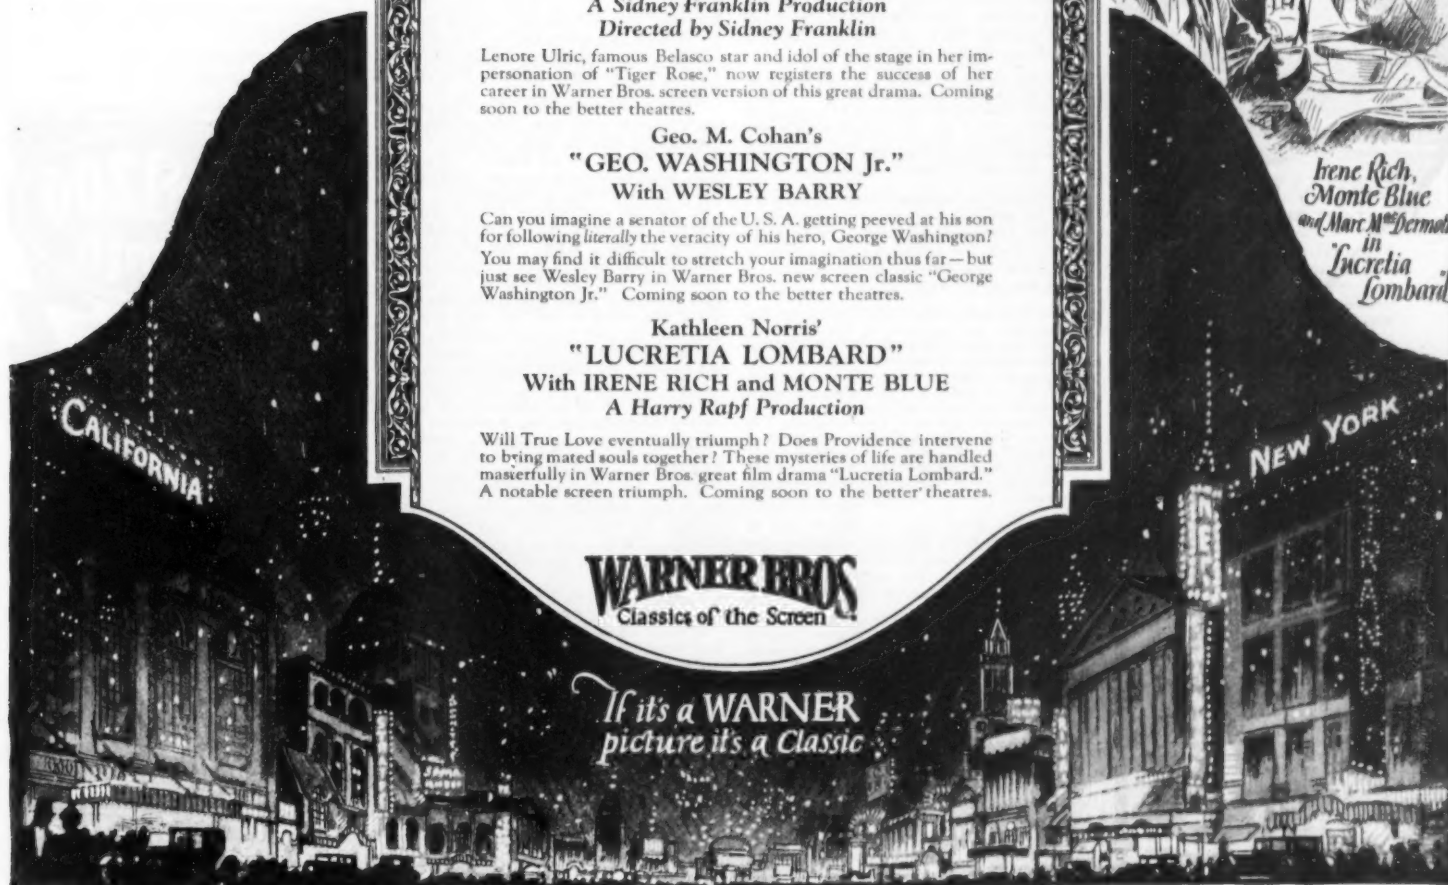 A Sidney Franklin Production
Directed by Sidney Franklin
Lenore Ulric, famous Belasco star and idol of the stage in her im-
personation of "Tiger Rose," now registers the success of her
career in Warner Bros. screen version of this great drama. Coming
soon to the better theatres.
Geo. M. Cohan's
"GEO. WASHINGTON Jr."
With WESLEY BARRY
Can you imagine a senator of the U. S. A. getting peeved at his son
for following literally the veracity of his hero, George Washington?
You may find it difficult to stretch your imagination thus far—but
just see Wesley Barry in Warner Bros. new screen classic "George
Washington Jr." Coming soon to the better theatres.
Kathleen Norris'
"LUCRETIA LOMBARD"
With IRENE RICH and MONTE BLUE
A Harry Rapf Production
Will True Love eventually triumph? Does Providence intervene
to bring mated souls together? These mysteries of life are handled
masterfully in Warner Bros. great film drama "Lucretia Lombard."
A notable screen triumph. Coming soon to the better theatres.
WARNER BROS
Classics of the Screen
If it's a WARNER
picture it's a Classic
Irene Rich,
Monte Blue
and Marc MacDermott
in
"Lucretia
Lombard"
CALIFORNIA
NEW YORK
STRAND